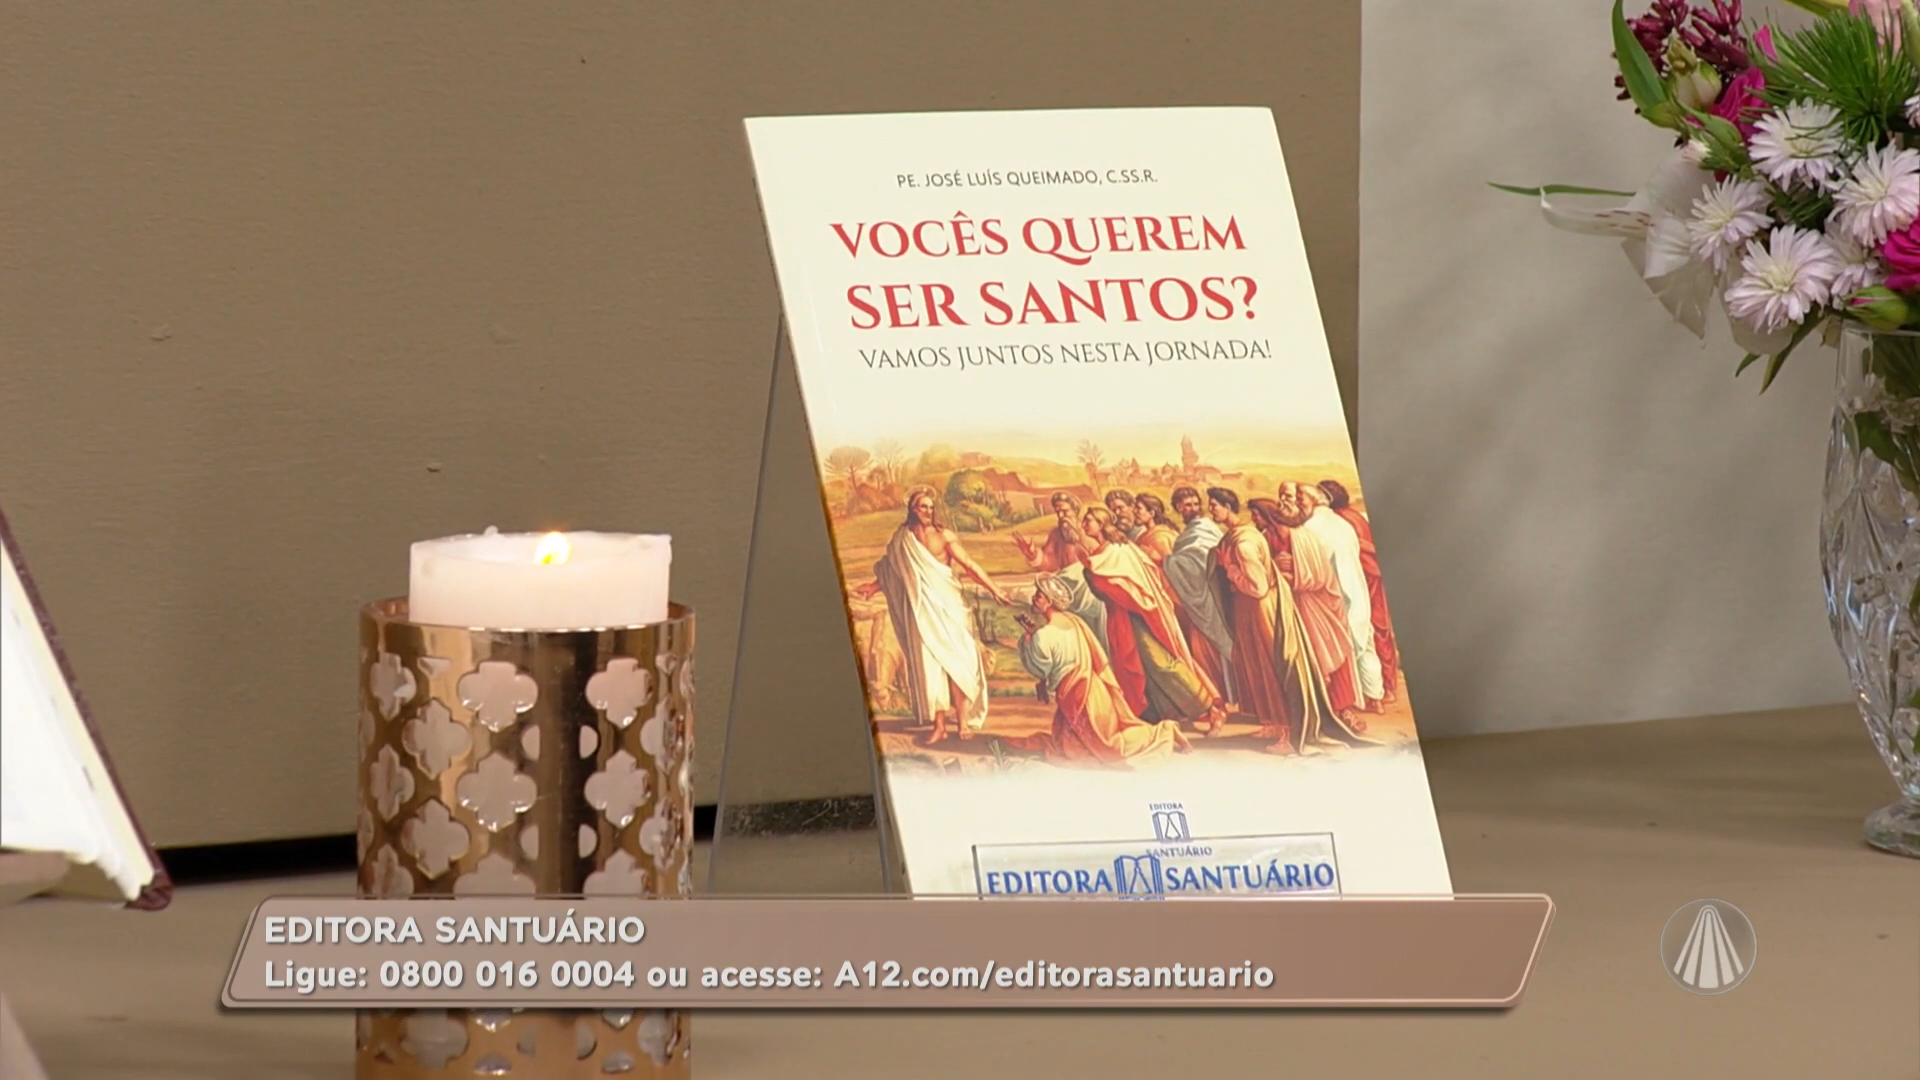 PE. JOSÉ LUÍS QUEIMADO, C.SS.R.
VOCÊS QUEREM
SER SANTOS?
VAMOS JUNTOS NESTA JORNADA!
EDITORA
SANTUÁRIO
EDITORA SANTUÁRIO
EDITORA SANTUÁRIO
Ligue: 0800 016 0004 ou acesse: A12.com/editorasantuario